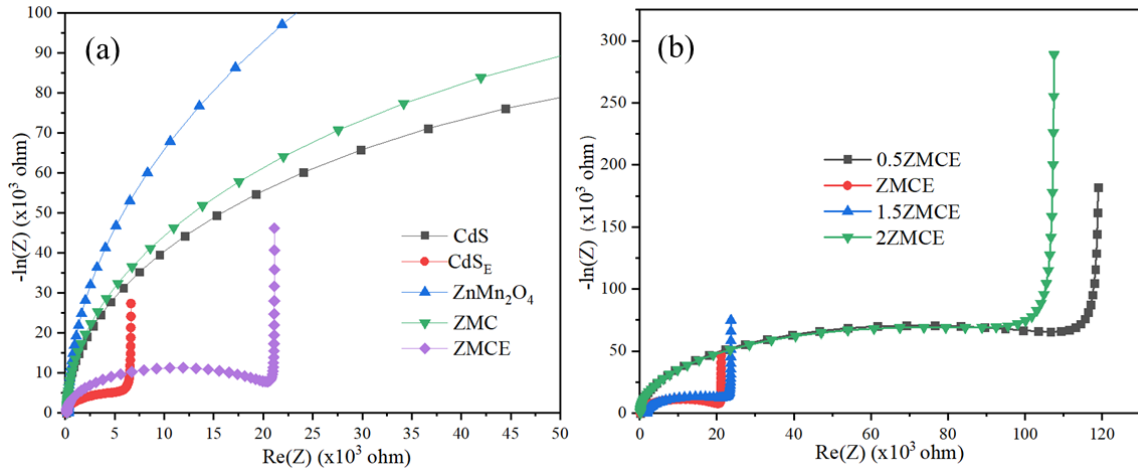 (a)
-ln(Z) (x10³ ohm)
100
90
80
70
60
50
40
30
20
10
0
0 5 10 15 20 25 30 35 40 45 50
Re(Z) (x10³ ohm)
CdS
CdS_E
ZnMn₂O₄
ZMC
ZMCE
(b)
-ln(Z) (x10³ ohm)
300
250
200
150
100
50
0
0 20 40 60 80 100 120
Re(Z) (x10³ ohm)
0.5ZMCE
ZMCE
1.5ZMCE
2ZMCE